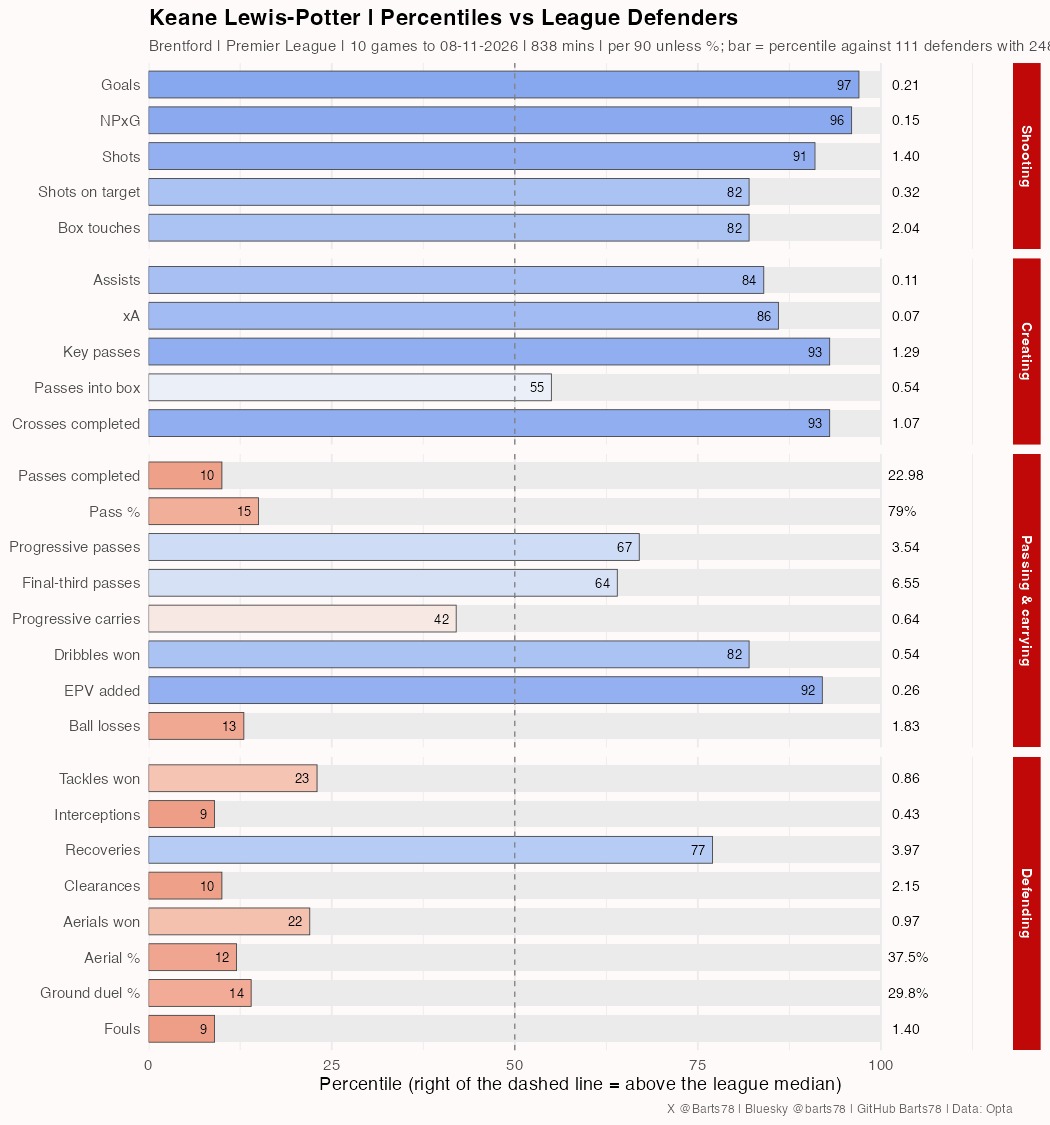 Keane Lewis-Potter | Percentiles vs League Defenders
Brentford | Premier League | 10 games to 08-11-2026 | 838 mins | per 90 unless %; bar = percentile against 111 defenders with 248
Goals 97 0.21
NPxG 96 0.15
Shots 91 1.40
Shots on target 82 0.32
Box touches 82 2.04
Shooting
Assists 84 0.11
xA 86 0.07
Key passes 93 1.29
Passes into box 55 0.54
Crosses completed 93 1.07
Creating
Passes completed 10 22.98
Pass % 15 79%
Progressive passes 67 3.54
Final-third passes 64 6.55
Progressive carries 42 0.64
Dribbles won 82 0.54
EPV added 92 0.26
Ball losses 13 1.83
Passing & carrying
Tackles won 23 0.86
Interceptions 9 0.43
Recoveries 77 3.97
Clearances 10 2.15
Aerials won 22 0.97
Aerial % 12 37.5%
Ground duel % 14 29.8%
Fouls 9 1.40
Defending
0 25 50 75 100
Percentile (right of the dashed line = above the league median)
X @Barts78 | Bluesky @barts78 | GitHub Barts78 | Data: Opta